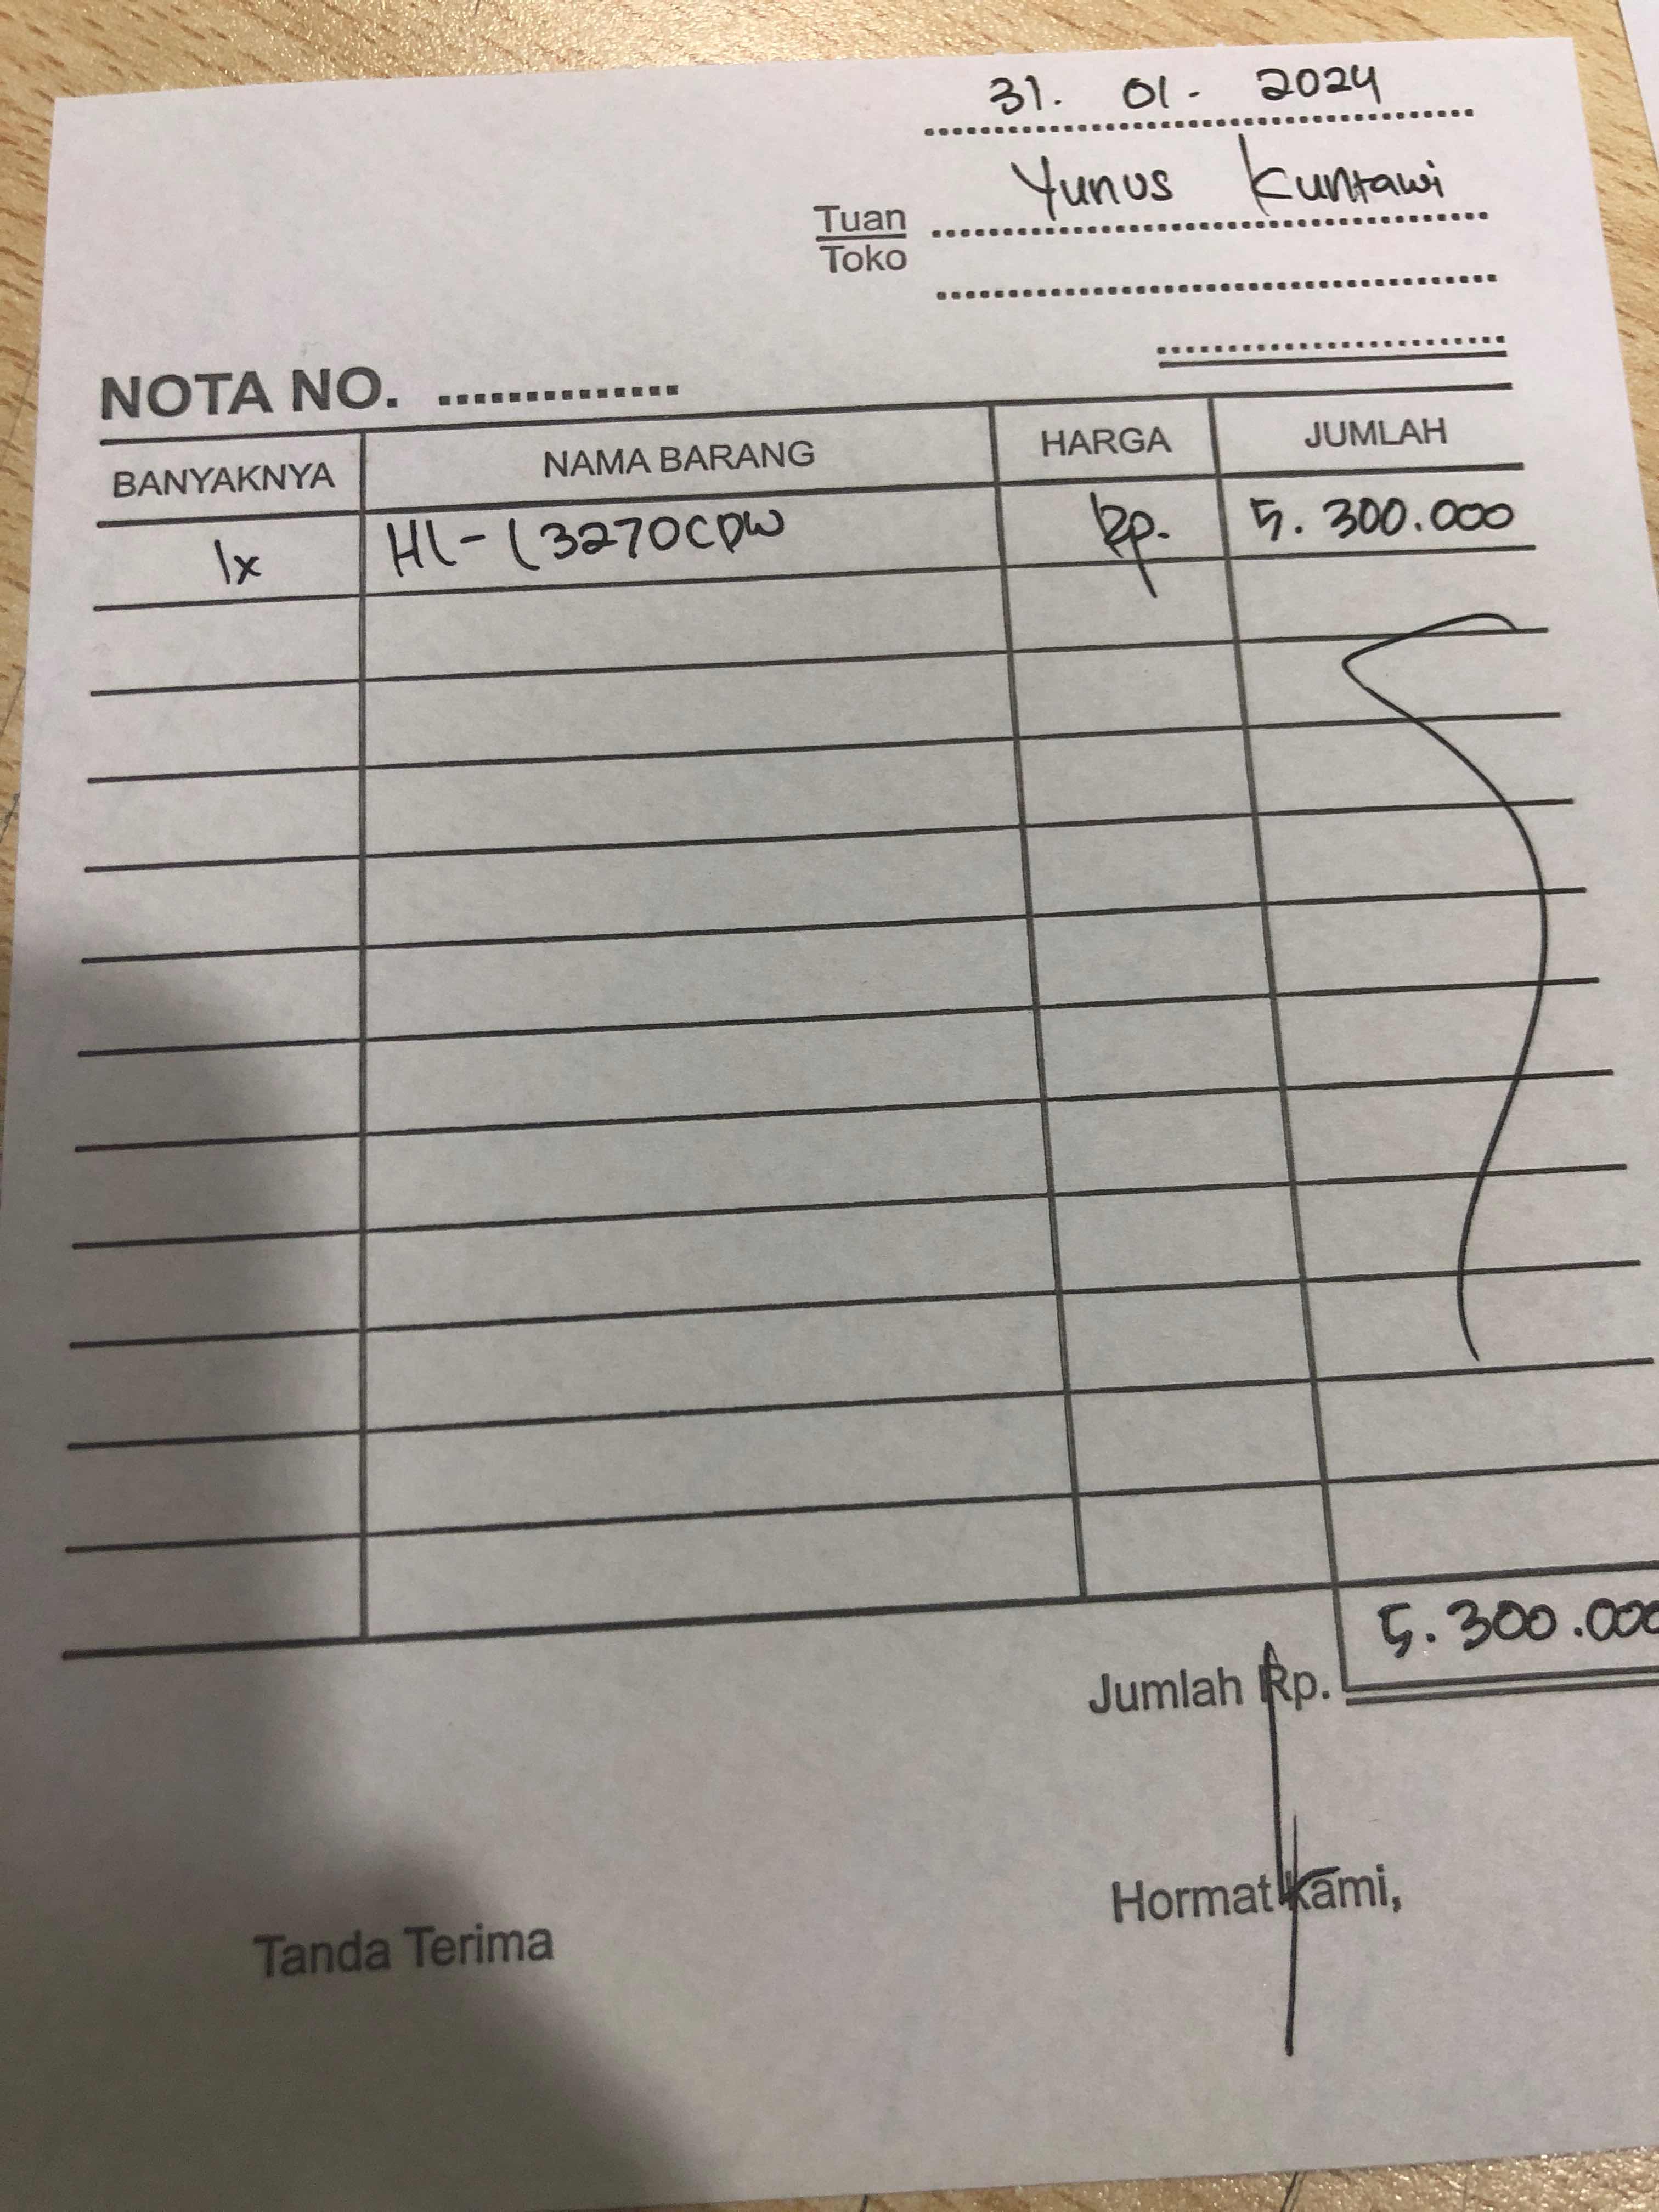 31. 01 - 2024
Tuan Yunus Kuntawi
Toko
NOTA NO. ..............
BANYAKNYA NAMA BARANG HARGA JUMLAH
1x HL-L3270CDW Rp. 5.300.000
Jumlah Rp. 5.300.000
Tanda Terima Hormat Kami,